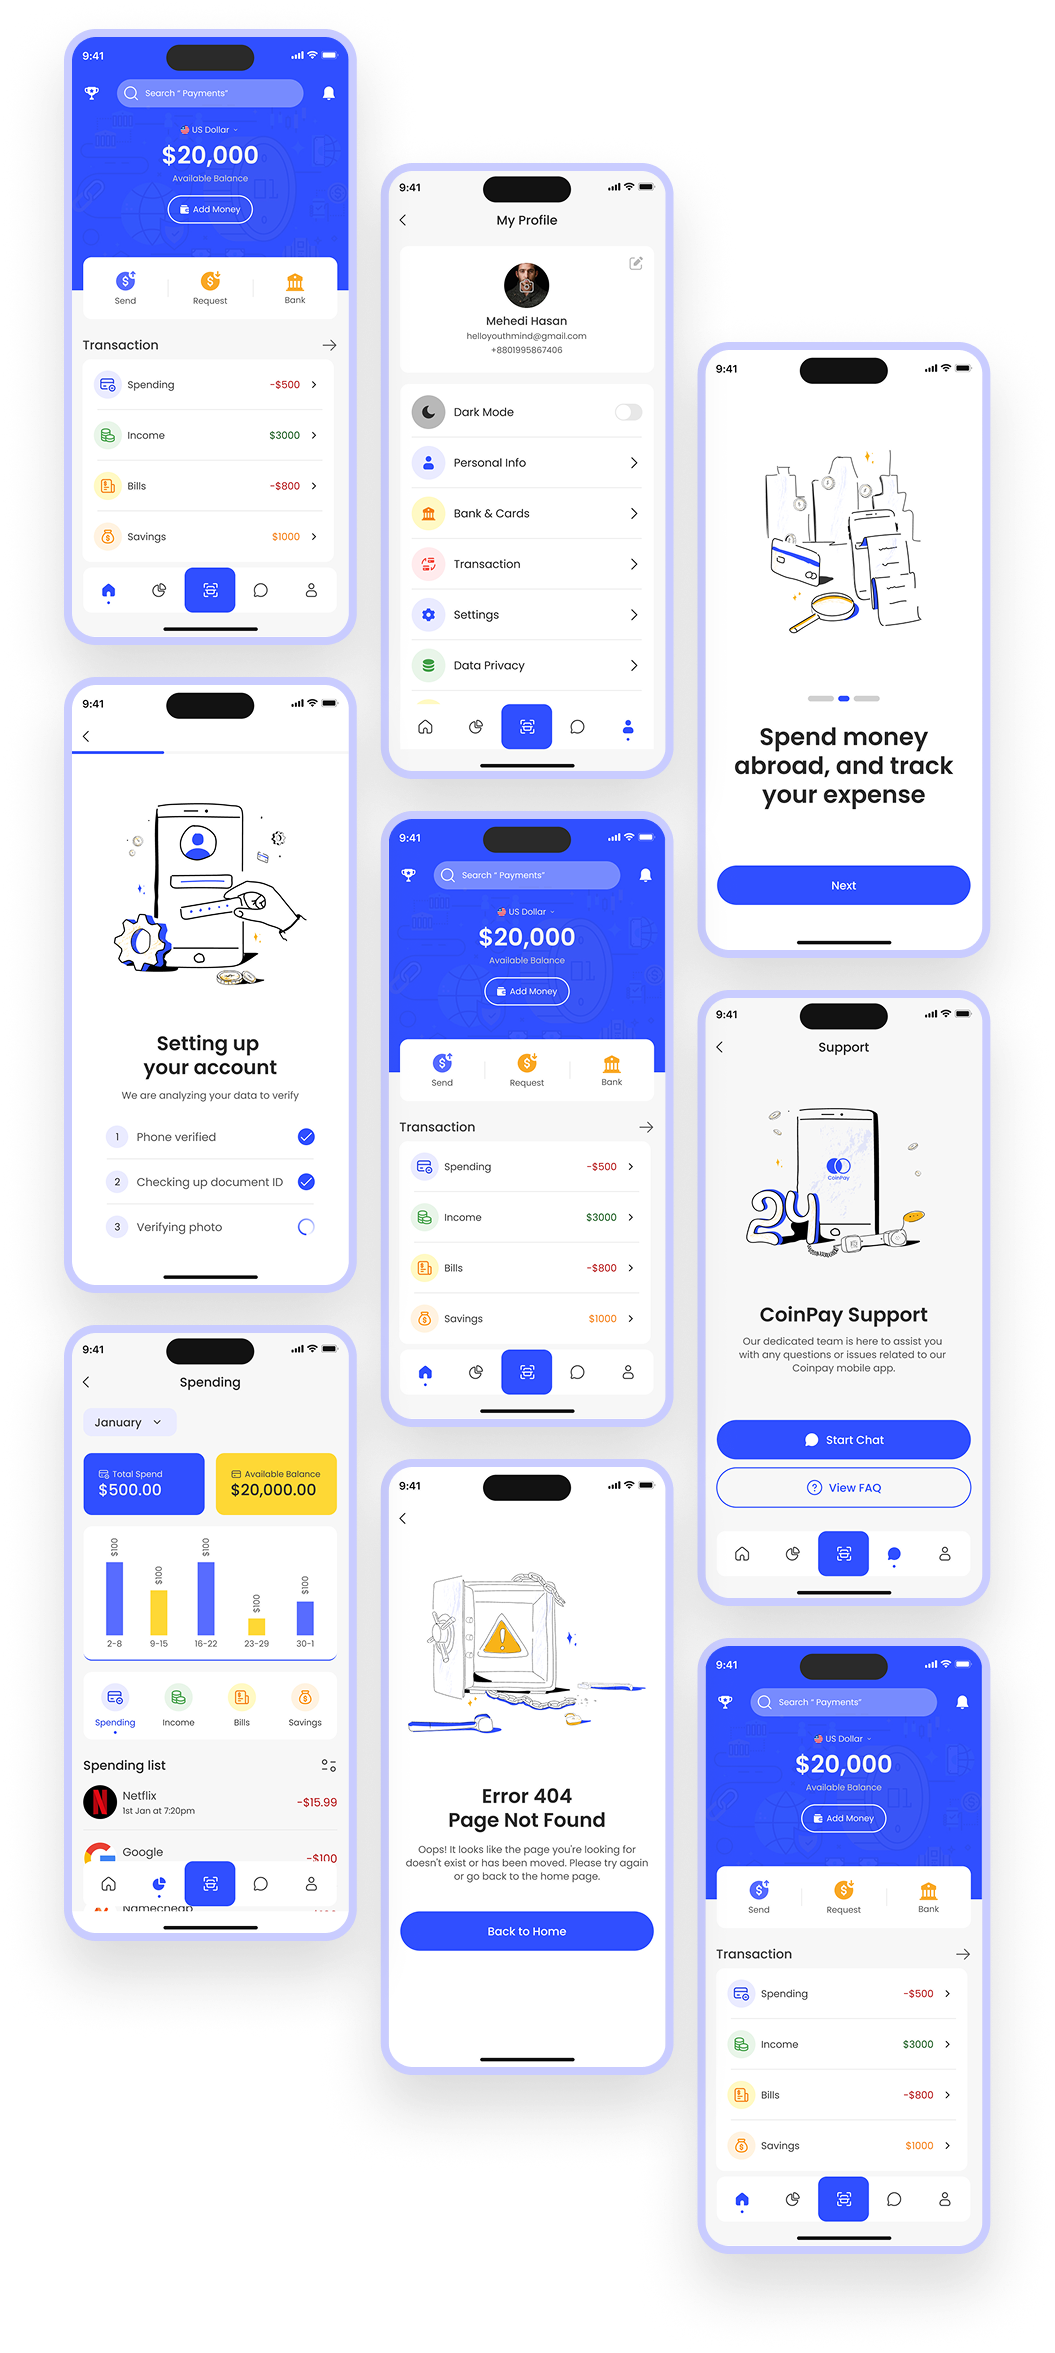 9:41
Search “ Payments”
US Dollar
$20,000
Available Balance
Add Money
Send
Request
Bank
Transaction
Spending
-$500
Income
$3000
Bills
-$800
Savings
$1000
9:41
Setting up
your account
We are analyzing your data to verify
1 Phone verified
2 Checking up document ID
3 Verifying photo
9:41
Spending
January
Total Spend
$500.00
Available Balance
$20,000.00
$100
$100
$100
$100
$100
2-8
9-15
16-22
23-29
30-1
Spending
Income
Bills
Savings
Spending list
Netflix
1st Jan at 7:20pm
-$15.99
Google
-$100
Namecheap
9:41
My Profile
Mehedi Hasan
helloyouthmind@gmail.com
+8801995867406
Dark Mode
Personal Info
Bank & Cards
Transaction
Settings
Data Privacy
9:41
Search “ Payments”
US Dollar
$20,000
Available Balance
Add Money
Send
Request
Bank
Transaction
Spending
-$500
Income
$3000
Bills
-$800
Savings
$1000
9:41
Error 404
Page Not Found
Oops! It looks like the page you're looking for
doesn't exist or has been moved. Please try again
or go back to the home page.
Back to Home
9:41
Spend money
abroad, and track
your expense
Next
9:41
Support
CoinPay
24
CoinPay Support
Our dedicated team is here to assist you
with any questions or issues related to our
Coinpay mobile app.
Start Chat
View FAQ
9:41
Search “ Payments”
US Dollar
$20,000
Available Balance
Add Money
Send
Request
Bank
Transaction
Spending
-$500
Income
$3000
Bills
-$800
Savings
$1000